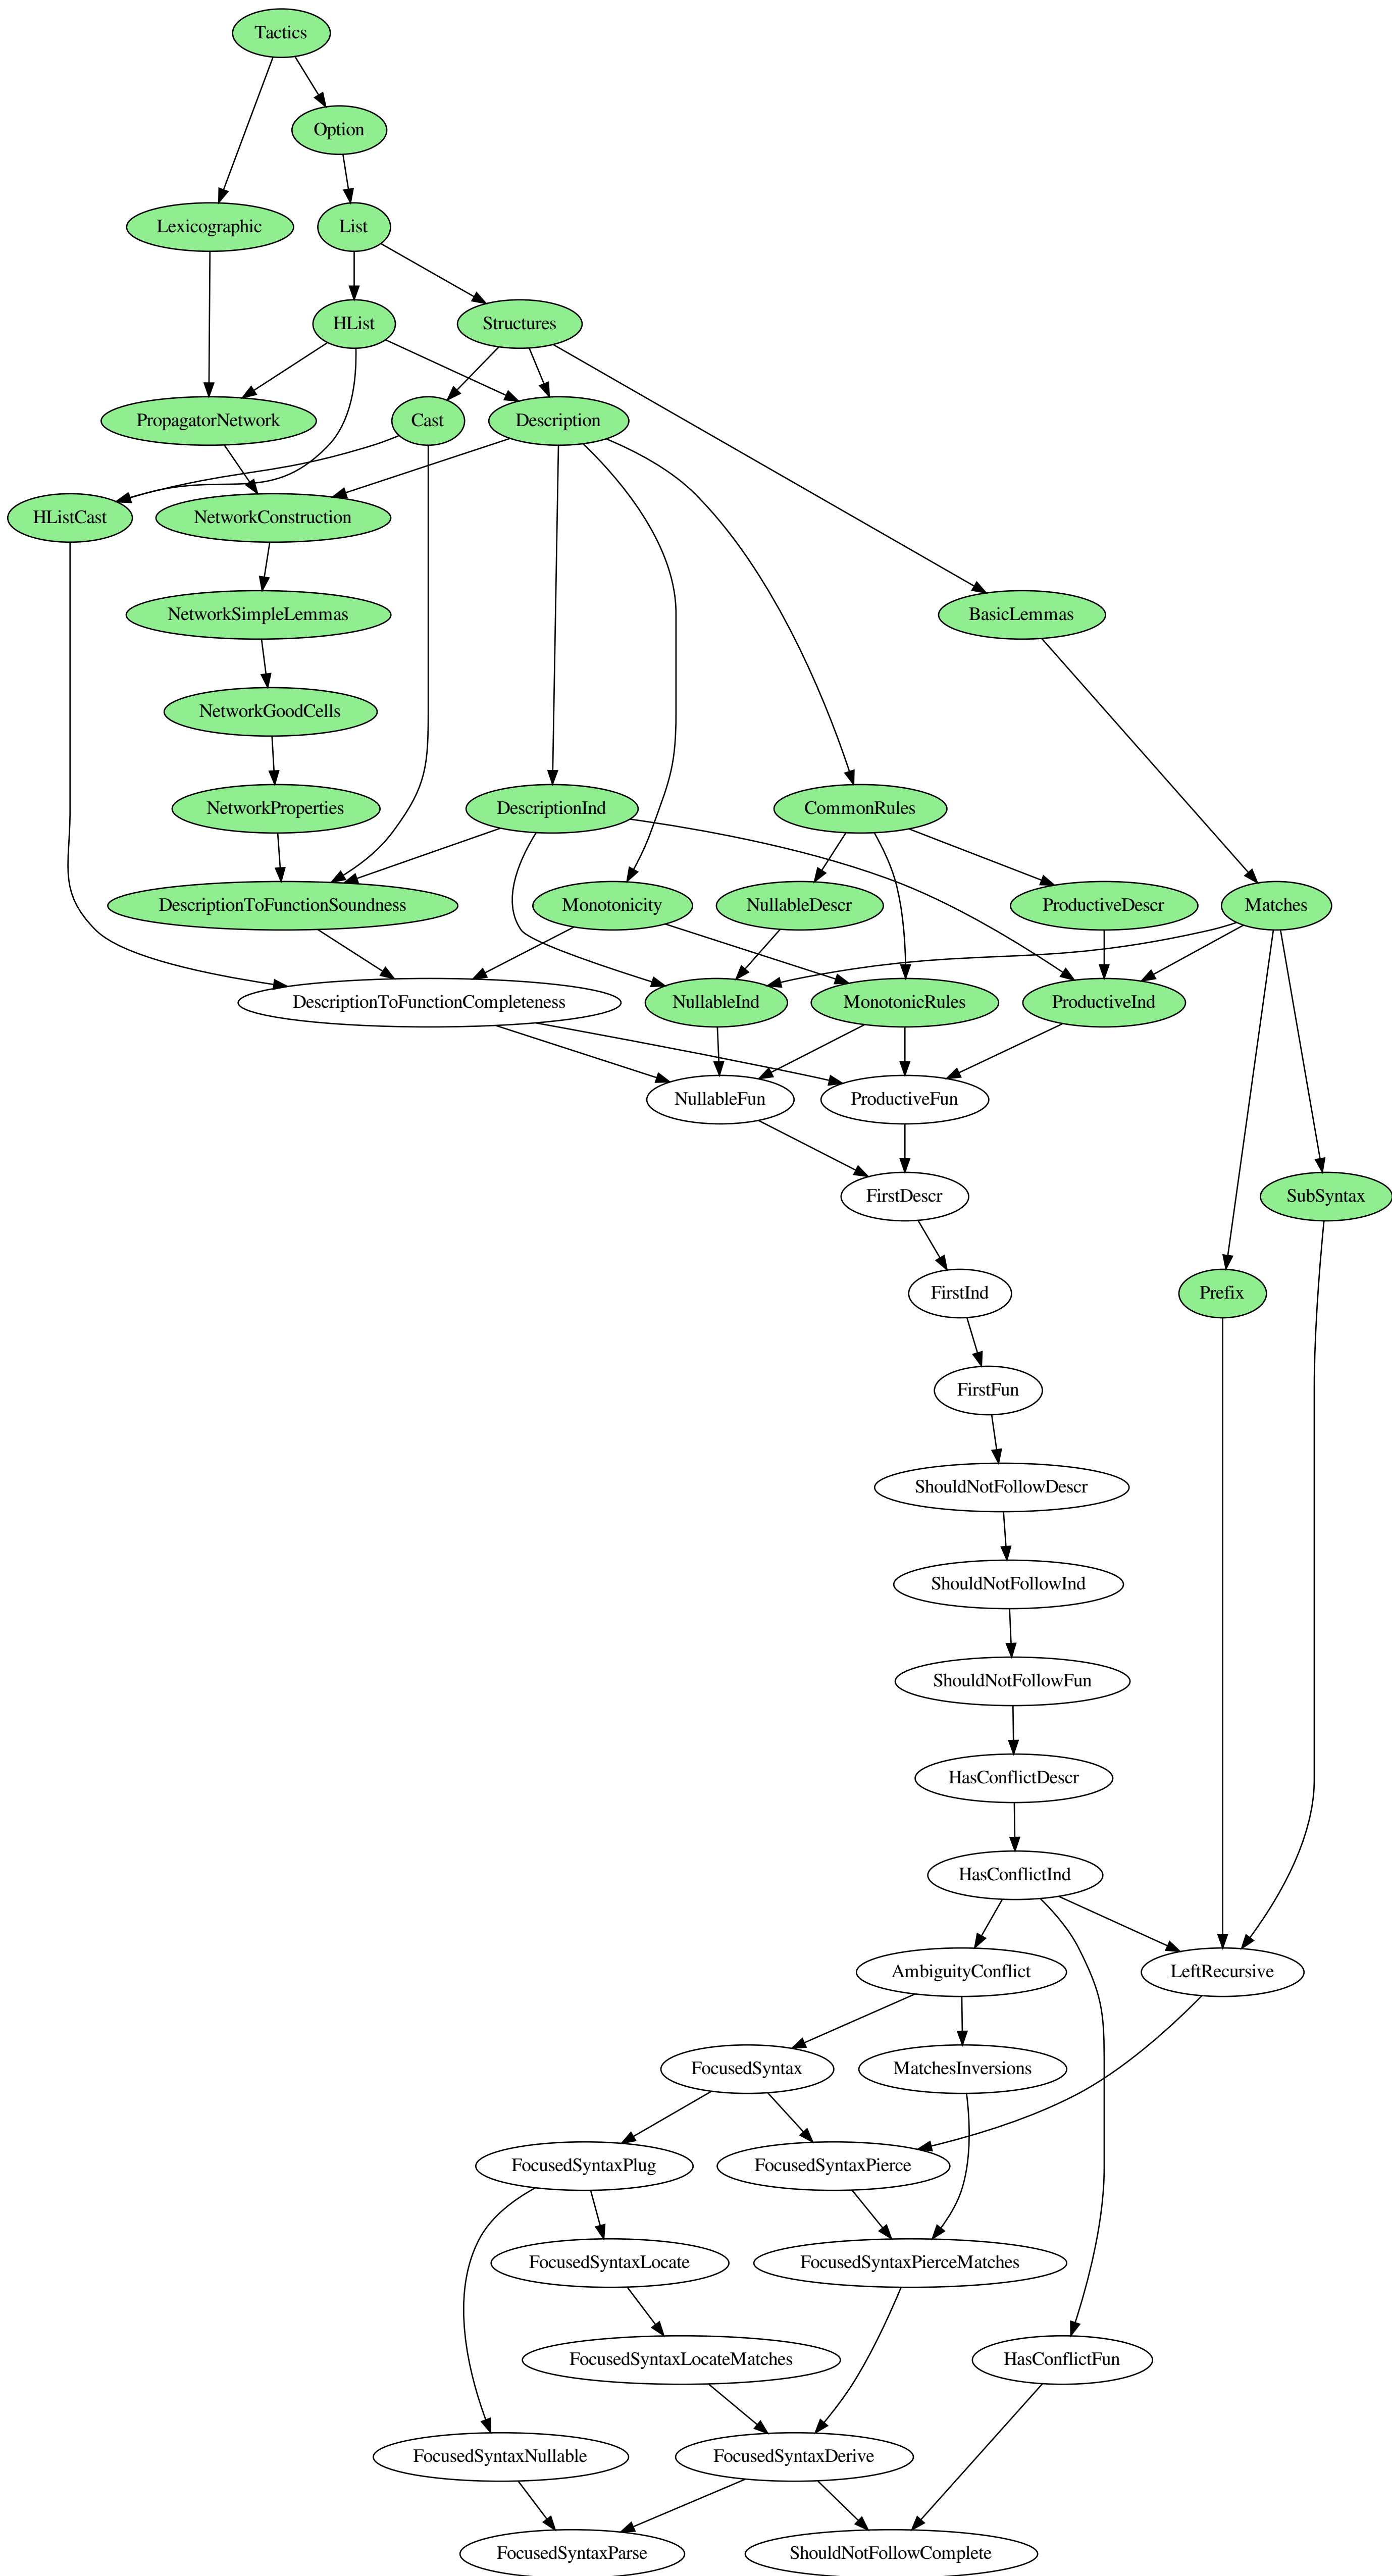 Tactics
Option
Lexicographic
List
HList
Structures
PropagatorNetwork
Cast
Description
HListCast
NetworkConstruction
NetworkSimpleLemmas
BasicLemmas
NetworkGoodCells
NetworkProperties
DescriptionInd
CommonRules
DescriptionToFunctionSoundness
Monotonicity
NullableDescr
ProductiveDescr
Matches
DescriptionToFunctionCompleteness
NullableInd
MonotonicRules
ProductiveInd
NullableFun
ProductiveFun
FirstDescr
SubSyntax
FirstInd
Prefix
FirstFun
ShouldNotFollowDescr
ShouldNotFollowInd
ShouldNotFollowFun
HasConflictDescr
HasConflictInd
AmbiguityConflict
LeftRecursive
FocusedSyntax
MatchesInversions
FocusedSyntaxPlug
FocusedSyntaxPierce
FocusedSyntaxLocate
FocusedSyntaxPierceMatches
FocusedSyntaxLocateMatches
HasConflictFun
FocusedSyntaxNullable
FocusedSyntaxDerive
FocusedSyntaxParse
ShouldNotFollowComplete